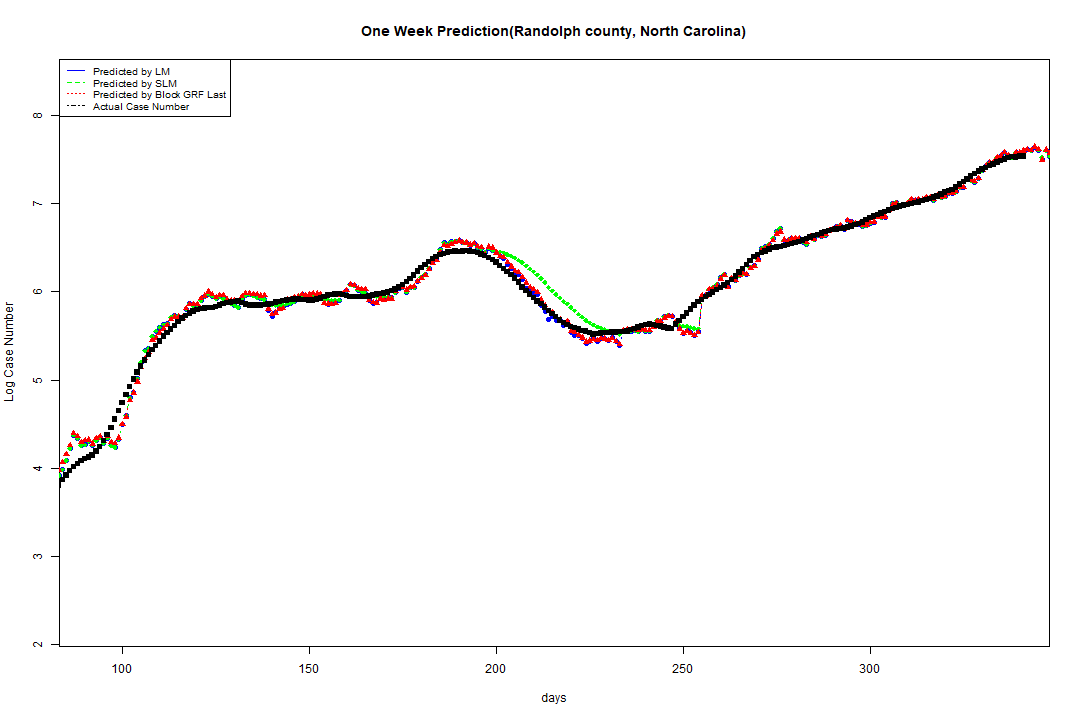 One Week Prediction(Randolph county, North Carolina)
Predicted by LM
Predicted by SLM
Predicted by Block GRF Last
Actual Case Number
8
7
6
5
4
3
2
Log Case Number
100 150 200 250 300
days